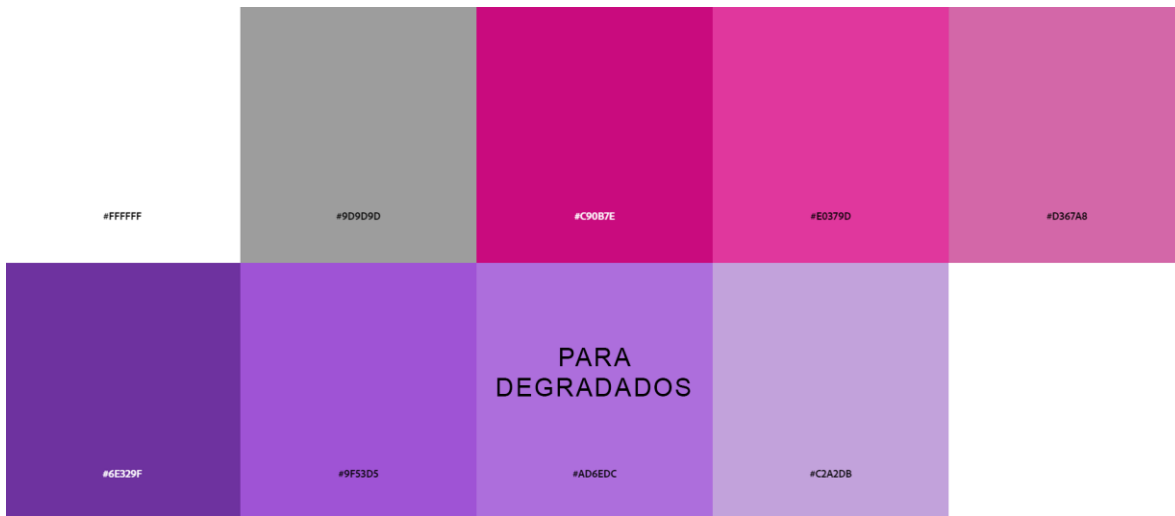 #FFFFFF
#9D9D9D
#C90B7E
#E0379D
#D367A8
PARA
DEGRADADOS
#6E329F
#9F53D5
#AD6EDC
#C2A2DB